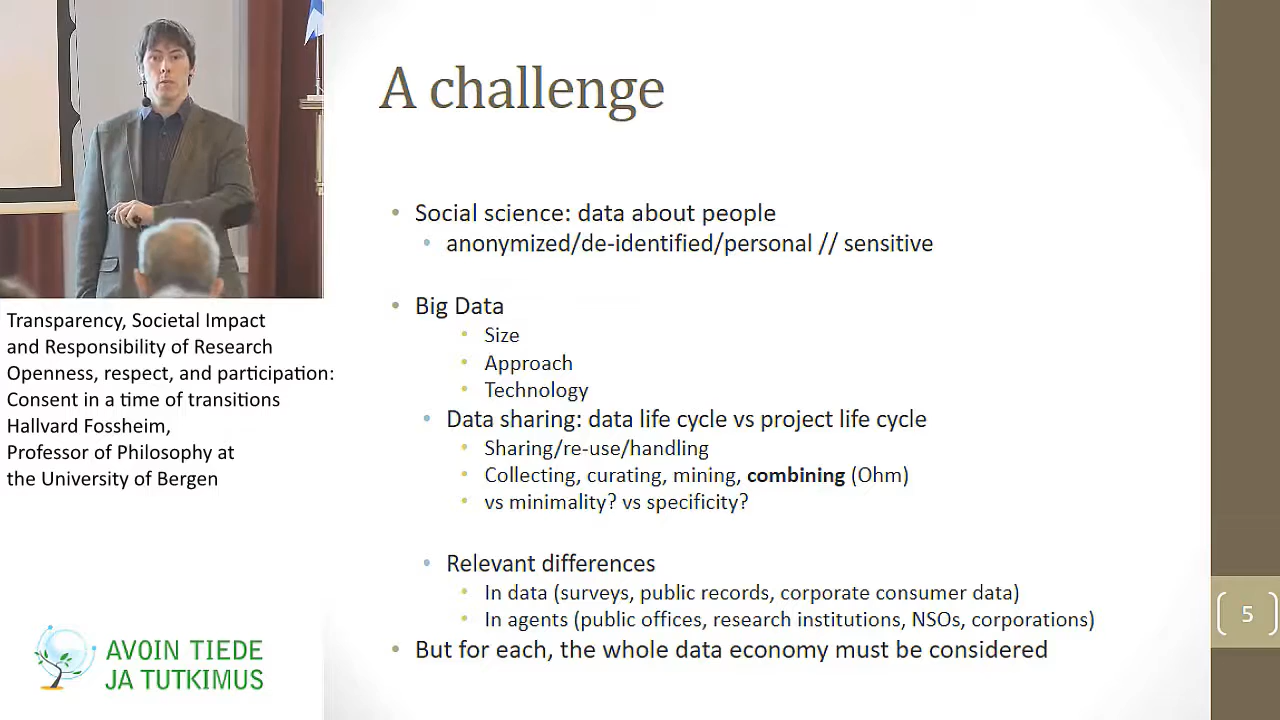 Transparency, Societal Impact
and Responsibility of Research
Openness, respect, and participation:
Consent in a time of transitions
Hallvard Fossheim,
Professor of Philosophy at
the University of Bergen
AVOIN TIEDE
JA TUTKIMUS
A challenge
• Social science: data about people
• anonymized/de-identified/personal // sensitive
• Big Data
• Size
• Approach
• Technology
• Data sharing: data life cycle vs project life cycle
• Sharing/re-use/handling
• Collecting, curating, mining, combining (Ohm)
• vs minimality? vs specificity?
• Relevant differences
• In data (surveys, public records, corporate consumer data)
• In agents (public offices, research institutions, NSOs, corporations)
• But for each, the whole data economy must be considered
5